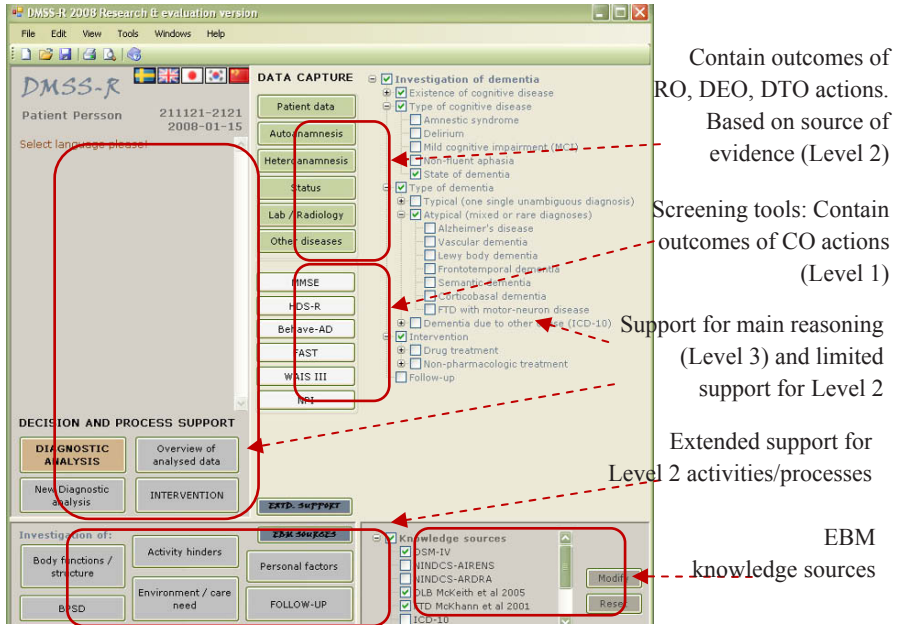 DMSS-R 2008 Research & evaluation version
File Edit View Tools Windows Help
DMSS-R
Patient Persson 211121-2121
2008-01-15
Select language please!
DATA CAPTURE
Patient data
Autoanamnesis
Heteroanamnesis
Status
Lab / Radiology
Other diseases
MMSE
HDS-R
Behave-AD
FAST
WAIS III
NPI
EXTD. SUPPORT
EBM SOURCES
Investigation of dementia
Existence of cognitive disease
Type of cognitive disease
Amnestic syndrome
Delirium
Mild cognitive impairment (MCI)
Non-fluent aphasia
State of dementia
Type of dementia
Typical (one single unambiguous diagnosis)
Atypical (mixed or rare diagnoses)
Alzheimer's disease
Vascular dementia
Lewy body dementia
Frontotemporal dementia
Semantic dementia
Corticobasal dementia
FTD with motor-neuron disease
Dementia due to other (ICD-10)
Intervention
Drug treatment
Non-pharmacologic treatment
Follow-up
DECISION AND PROCESS SUPPORT
DIAGNOSTIC
ANALYSIS
Overview of
analysed data
New Diagnostic
analysis
INTERVENTION
Investigation of:
Body functions /
structure
Activity hinders
Personal factors
BPSD
Environment / care
need
FOLLOW-UP
Knowledge sources
DSM-IV
NINDCS-AIRENS
NINDCS-ARDRA
DLB McKeith et al 2005
FTD McKhann et al 2001
ICD-10
Modify
Reset
Contain outcomes of
RO, DEO, DTO actions.
Based on source of
evidence (Level 2)
Screening tools: Contain
outcomes of CO actions
(Level 1)
Support for main reasoning
(Level 3) and limited
support for Level 2
Extended support for
Level 2 activities/processes
EBM
knowledge sources